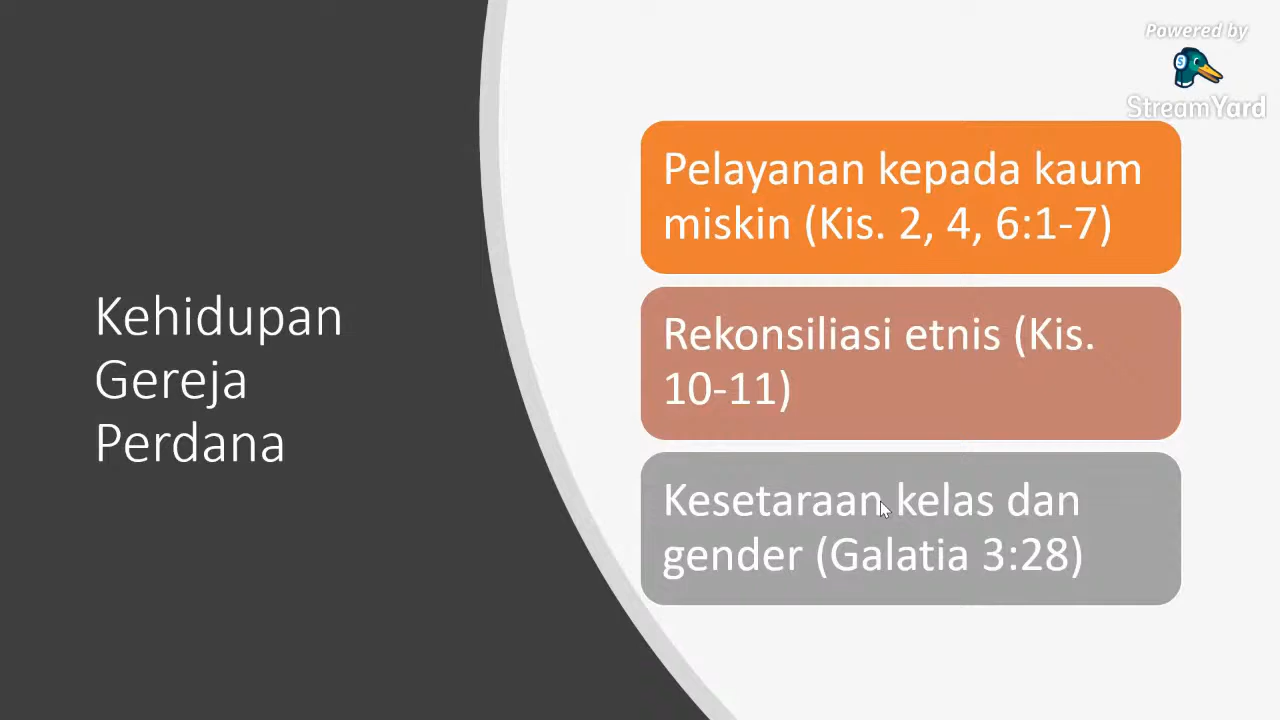 Powered by
StreamYard
Kehidupan
Gereja
Perdana
Pelayanan kepada kaum
miskin (Kis. 2, 4, 6:1-7)
Rekonsiliasi etnis (Kis.
10-11)
Kesetaraan kelas dan
gender (Galatia 3:28)